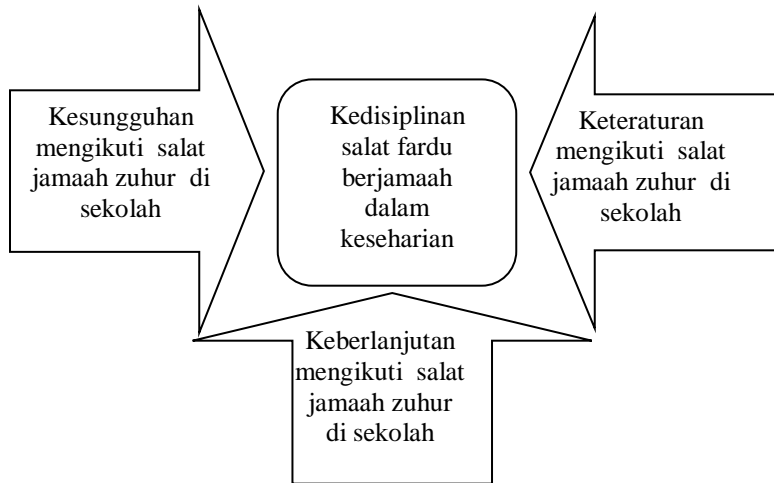 Kesungguhan
mengikuti salat
jamaah zuhur di
sekolah
Kedisiplinan
salat fardu
berjamaah
dalam
keseharian
Keteraturan
mengikuti salat
jamaah zuhur di
sekolah
Keberlanjutan
mengikuti salat
jamaah zuhur
di sekolah